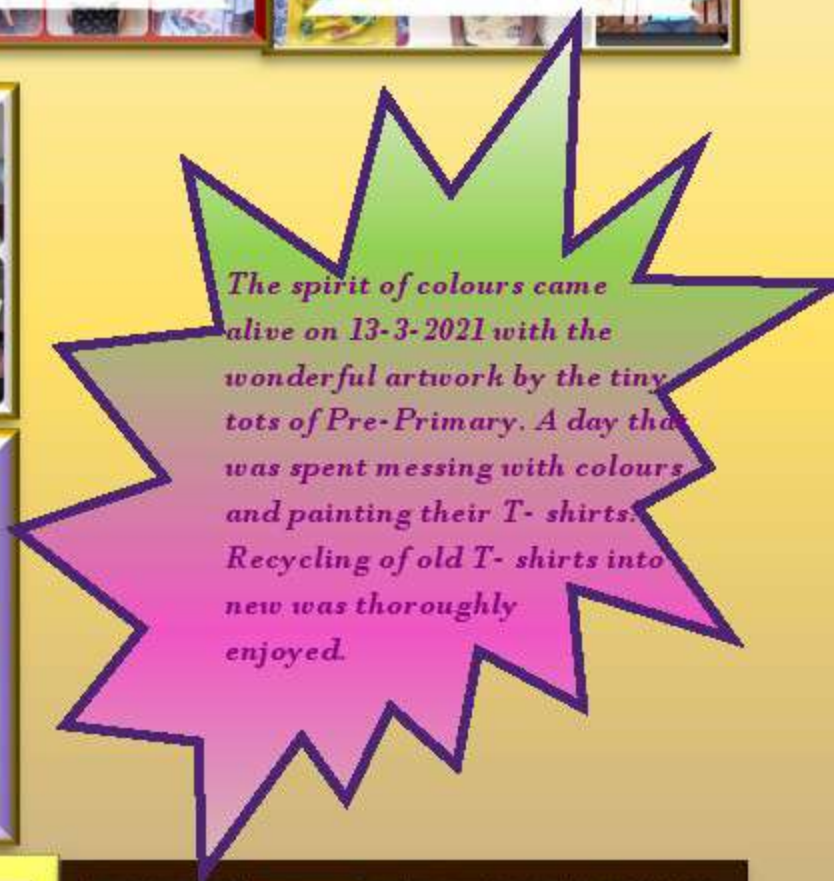 The spirit of colours came
alive on 13-3-2021 with the
wonderful artwork by the tiny
tots of Pre-Primary. A day that
was spent messing with colours
and painting their T- shirts.
Recycling of old T- shirts into
new was thoroughly
enjoyed.